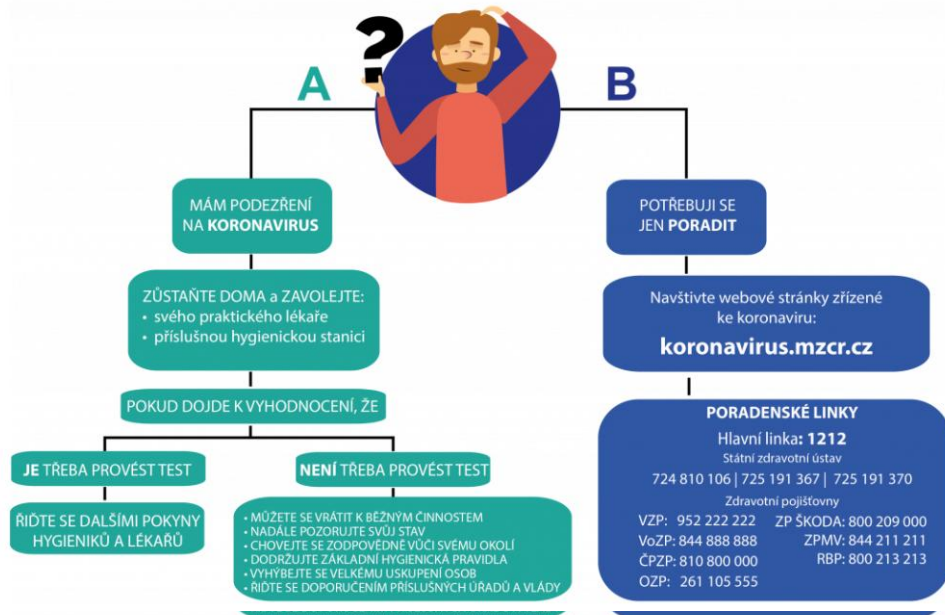 ?
A
B
MÁM PODEZŘENÍ
NA KORONAVIRUS
ZŮSTAŇTE DOMA a ZAVOLEJTE:
• svého praktického lékaře
• příslušnou hygienickou stanici
POKUD DOJDE K VYHODNOCENÍ, ŽE
JE TŘEBA PROVÉST TEST
ŘIĎTE SE DALŠÍMI POKYNY
HYGIENIKŮ A LÉKAŘŮ
NENÍ TŘEBA PROVÉST TEST
• MŮŽETE SE VRÁTIT K BĚŽNÝM ČINNOSTEM
• NADÁLE POZORUJTE SVŮJ STAV
• CHOVEJTE SE ZODPOVĚDNĚ VŮČI SVÉMU OKOLÍ
• DODRŽUJTE ZÁKLADNÍ HYGIENICKÁ PRAVIDLA
• VYHÝBEJTE SE VELKÉMU USKUPENÍ OSOB
• ŘIĎTE SE DOPORUČENÍM PŘÍSLUŠNÝCH ÚŘADŮ A VLÁDY
POTŘEBUJI SE
JEN PORADIT
Navštivte webové stránky zřízené
ke koronaviru:
koronavirus.mzcr.cz
PORADENSKÉ LINKY
Hlavní linka: 1212
Státní zdravotní ústav
724 810 106 | 725 191 367 | 725 191 370
Zdravotní pojišťovny
VZP: 952 222 222 ZP ŠKODA: 800 209 000
VoZP: 844 888 888 ZPMV: 844 211 211
ČPZP: 810 800 000 RBP: 800 213 213
OZP: 261 105 555